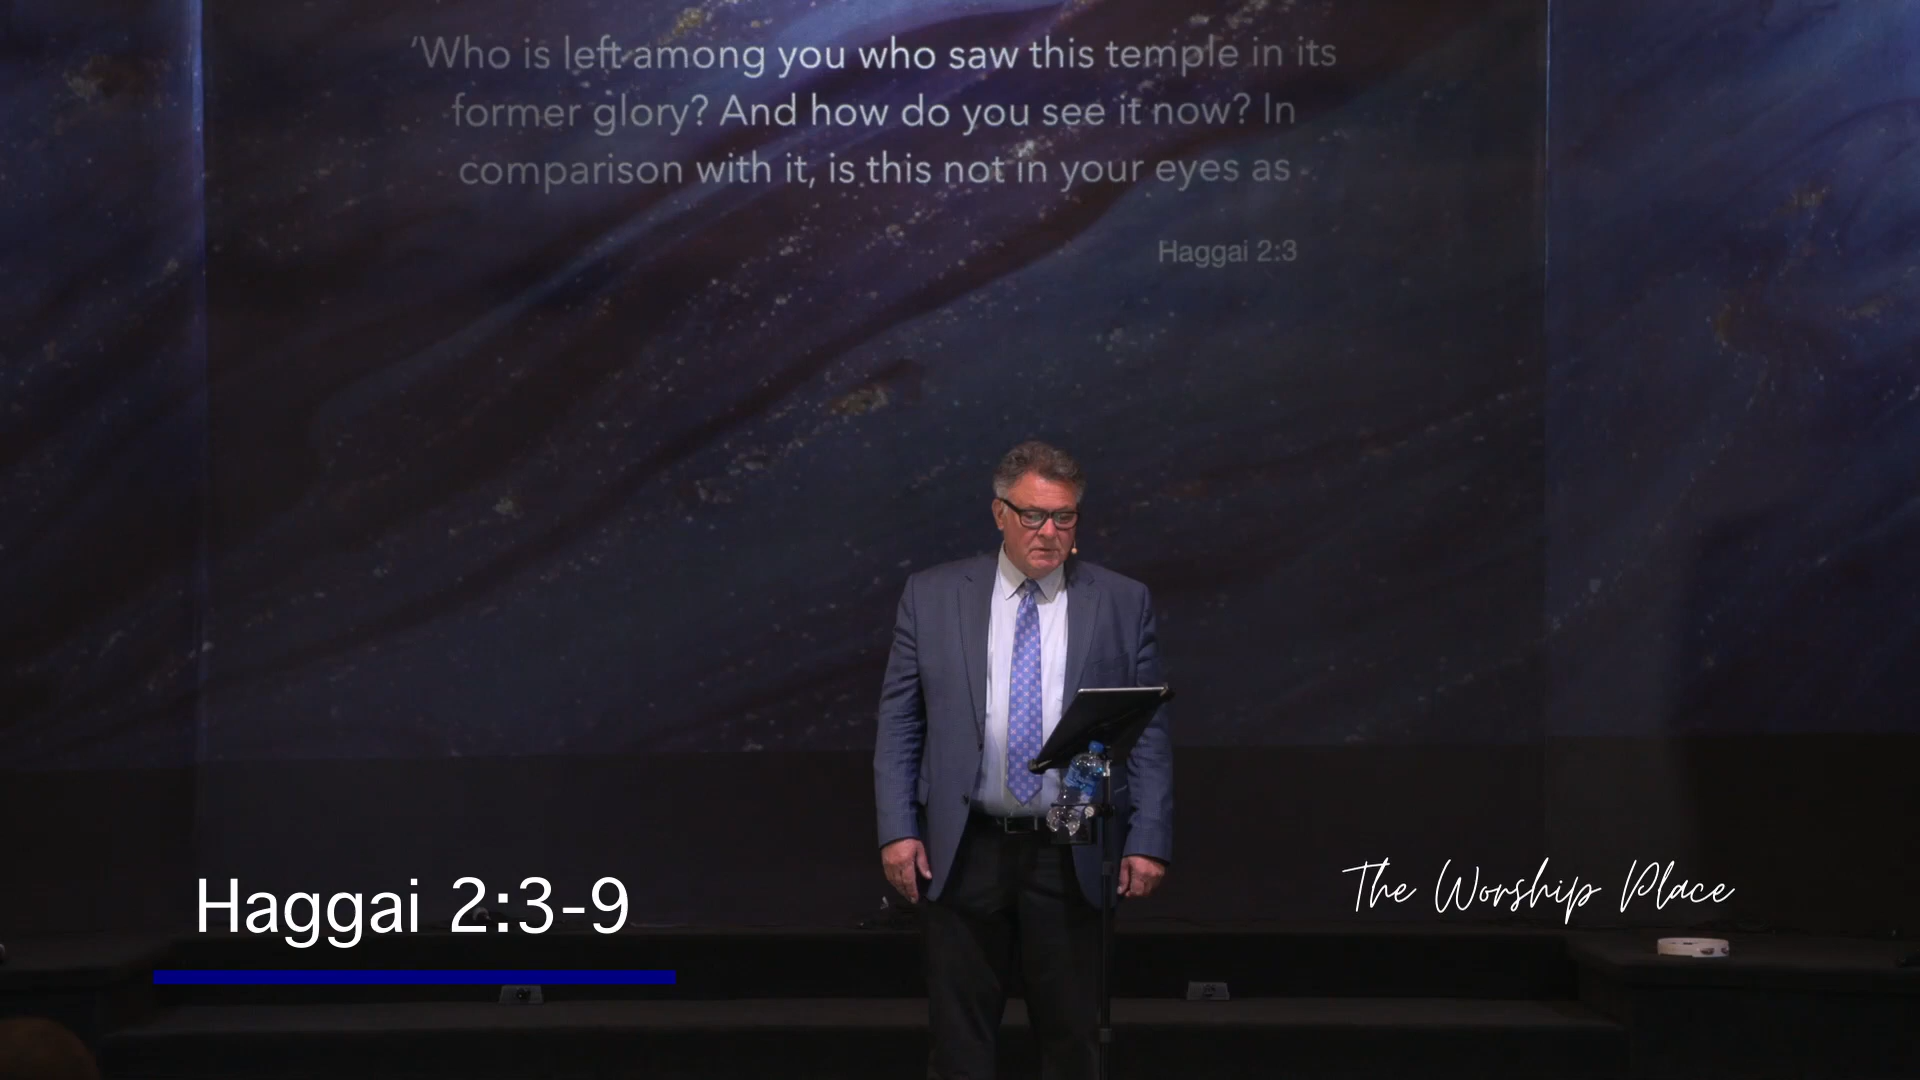 ‘Who is left among you who saw this temple in its
former glory? And how do you see it now? In
comparison with it, is this not in your eyes as
Haggai 2:3
Haggai 2:3-9
The Worship Place